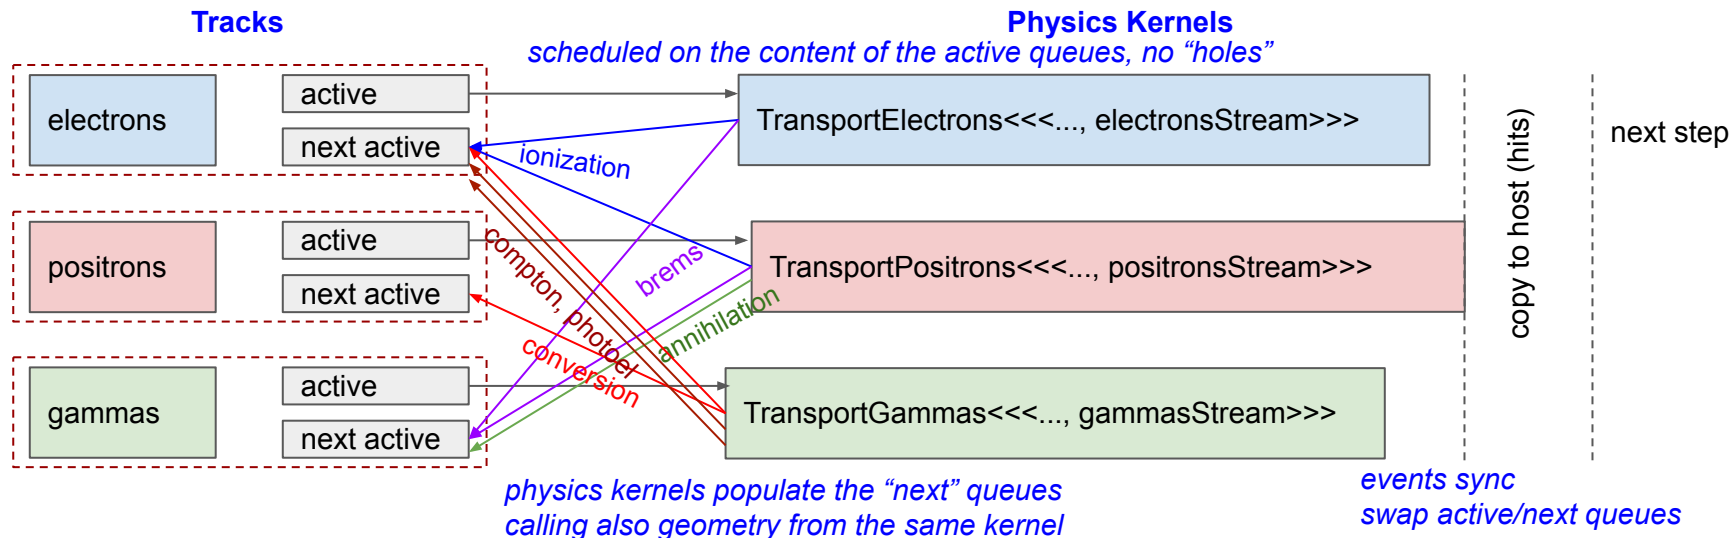 Tracks
Physics Kernels
scheduled on the content of the active queues, no “holes”
electrons
active
next active
TransportElectrons<<<..., electronsStream>>>
ionization
positrons
active
next active
TransportPositrons<<<..., positronsStream>>>
compton, photoel
brems
annihilation
conversion
gammas
active
next active
TransportGammas<<<..., gammasStream>>>
copy to host (hits)
next step
physics kernels populate the “next” queues
calling also geometry from the same kernel
events sync
swap active/next queues